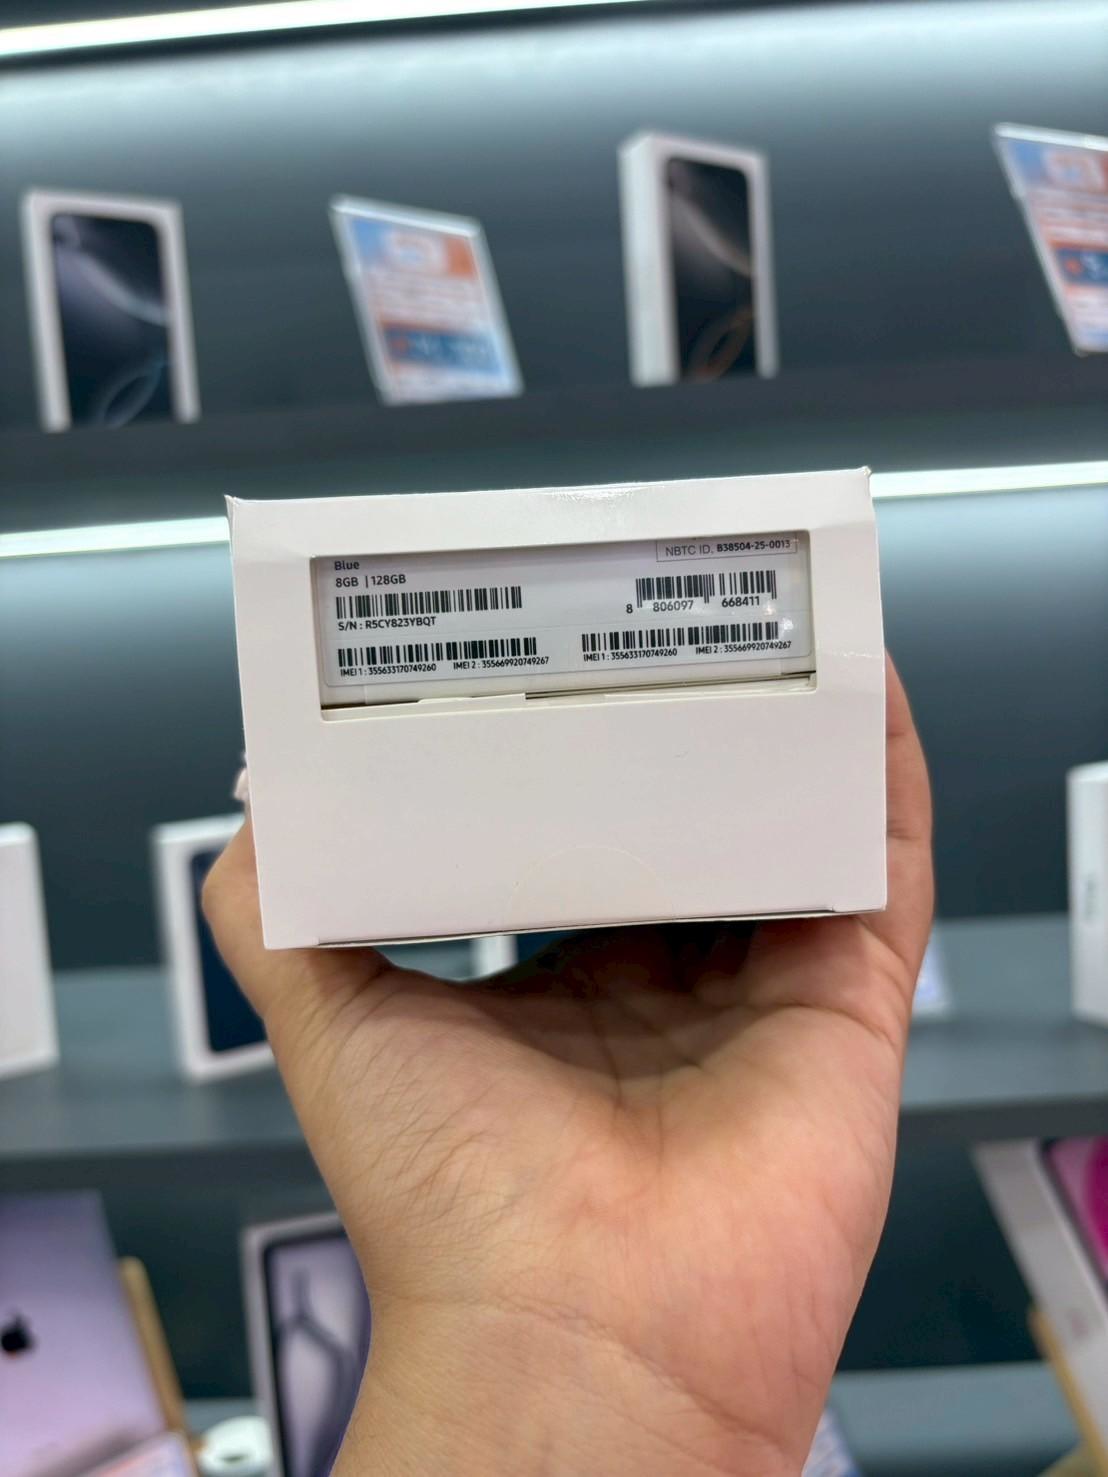 Blue
NBTC ID. B38504-25-0013
8GB | 128GB
S/N : R5CY823YBQT
8 806097 668411
IMEI 1 : 355633170749260 IMEI 2 : 355669920749267
IMEI 1 : 355633170749260 IMEI 2 : 355669920749267